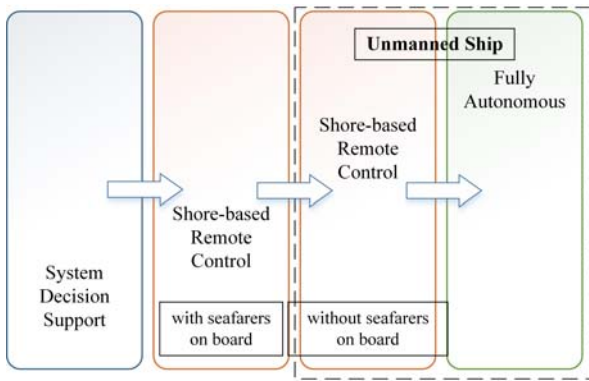 Unmanned Ship
System
Decision
Support
Shore-based
Remote
Control
with seafarers
on board
Shore-based
Remote
Control
without seafarers
on board
Fully
Autonomous